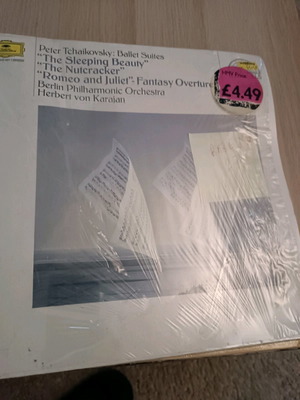 Peter Tchaikovsky: Ballet Suites
"The Sleeping Beauty"
"The Nutcracker"
"Romeo and Juliet"· Fantasy Overture
Berlin Philharmonic Orchestra
Herbert von Karajan
£4.49